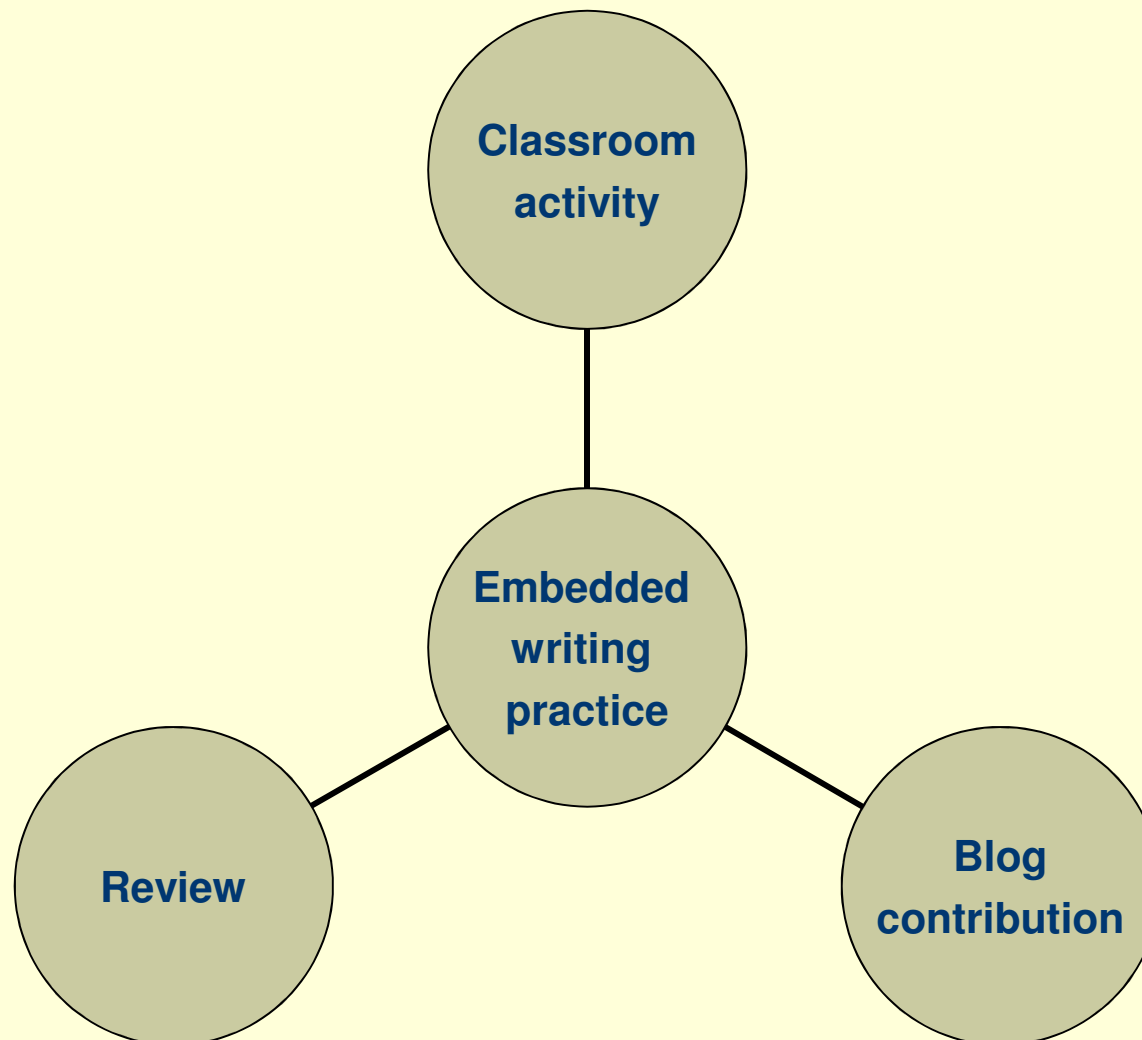 Classroom
activity
Embedded
writing
practice
Review
Blog
contribution